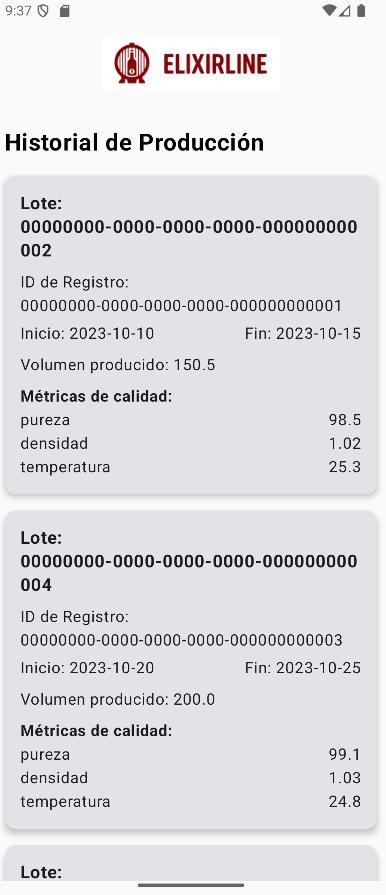 9:37
ELIXIRLINE
Historial de Producción
Lote:
00000000-0000-0000-0000-000000000
002
ID de Registro:
00000000-0000-0000-0000-000000000001
Inicio: 2023-10-10 Fin: 2023-10-15
Volumen producido: 150.5
Métricas de calidad:
pureza 98.5
densidad 1.02
temperatura 25.3
Lote:
00000000-0000-0000-0000-000000000
004
ID de Registro:
00000000-0000-0000-0000-000000000003
Inicio: 2023-10-20 Fin: 2023-10-25
Volumen producido: 200.0
Métricas de calidad:
pureza 99.1
densidad 1.03
temperatura 24.8
Lote: